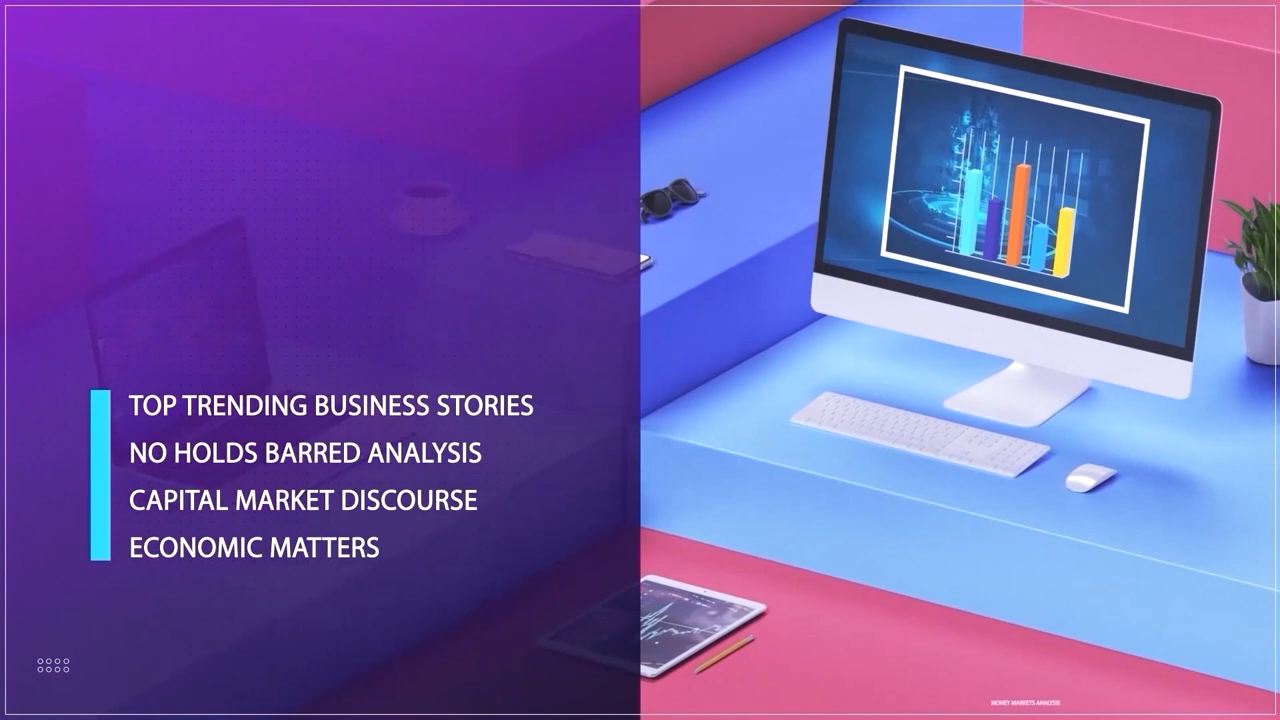 TOP TRENDING BUSINESS STORIES
NO HOLDS BARRED ANALYSIS
CAPITAL MARKET DISCOURSE
ECONOMIC MATTERS
MONEY MARKETS ANALYSIS